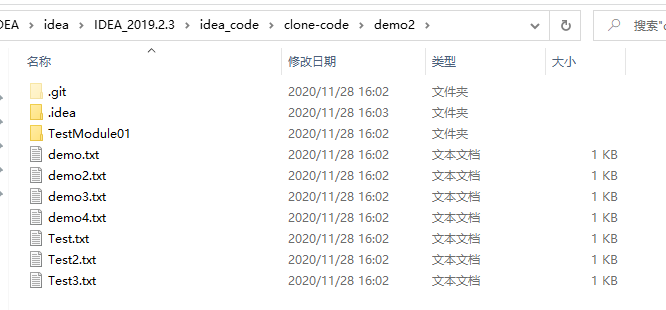 DEA › idea › IDEA_2019.2.3 › idea_code › clone-code › demo2 › 搜索"
名称 修改日期 类型 大小
.git 2020/11/28 16:02 文件夹
.idea 2020/11/28 16:03 文件夹
TestModule01 2020/11/28 16:02 文件夹
demo.txt 2020/11/28 16:02 文本文档 1 KB
demo2.txt 2020/11/28 16:02 文本文档 1 KB
demo3.txt 2020/11/28 16:02 文本文档 1 KB
demo4.txt 2020/11/28 16:02 文本文档 1 KB
Test.txt 2020/11/28 16:02 文本文档 1 KB
Test2.txt 2020/11/28 16:02 文本文档 1 KB
Test3.txt 2020/11/28 16:02 文本文档 1 KB